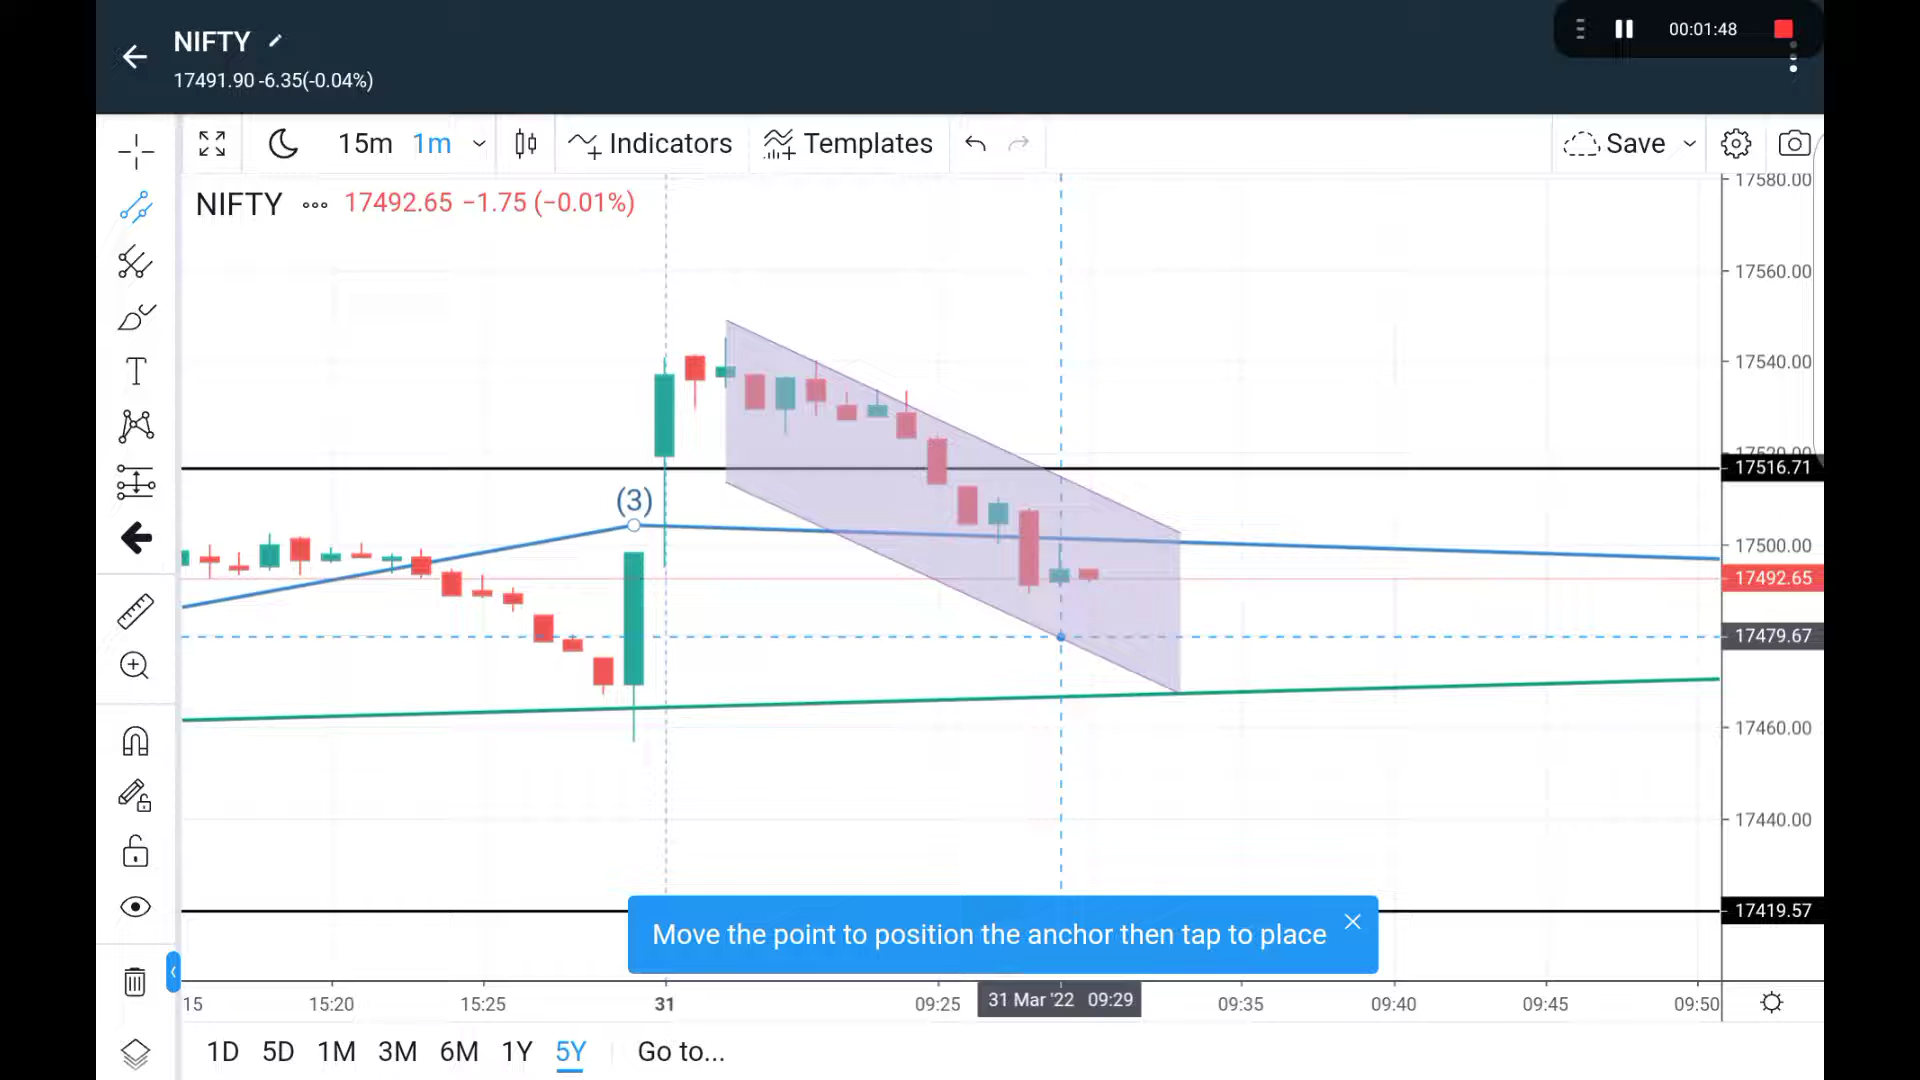 NIFTY
17491.90 -6.35(-0.04%)
00:01:48
15m 1m
Indicators
Templates
Save
NIFTY 17492.65 −1.75 (−0.01%)
17580.00
17560.00
17540.00
17520.00
17516.71
(3)
17500.00
17492.65
17479.67
17460.00
17440.00
17419.57
Move the point to position the anchor then tap to place
15 15:20 15:25 31 09:25 31 Mar '22 09:29 09:35 09:40 09:45 09:50
1D 5D 1M 3M 6M 1Y 5Y Go to...